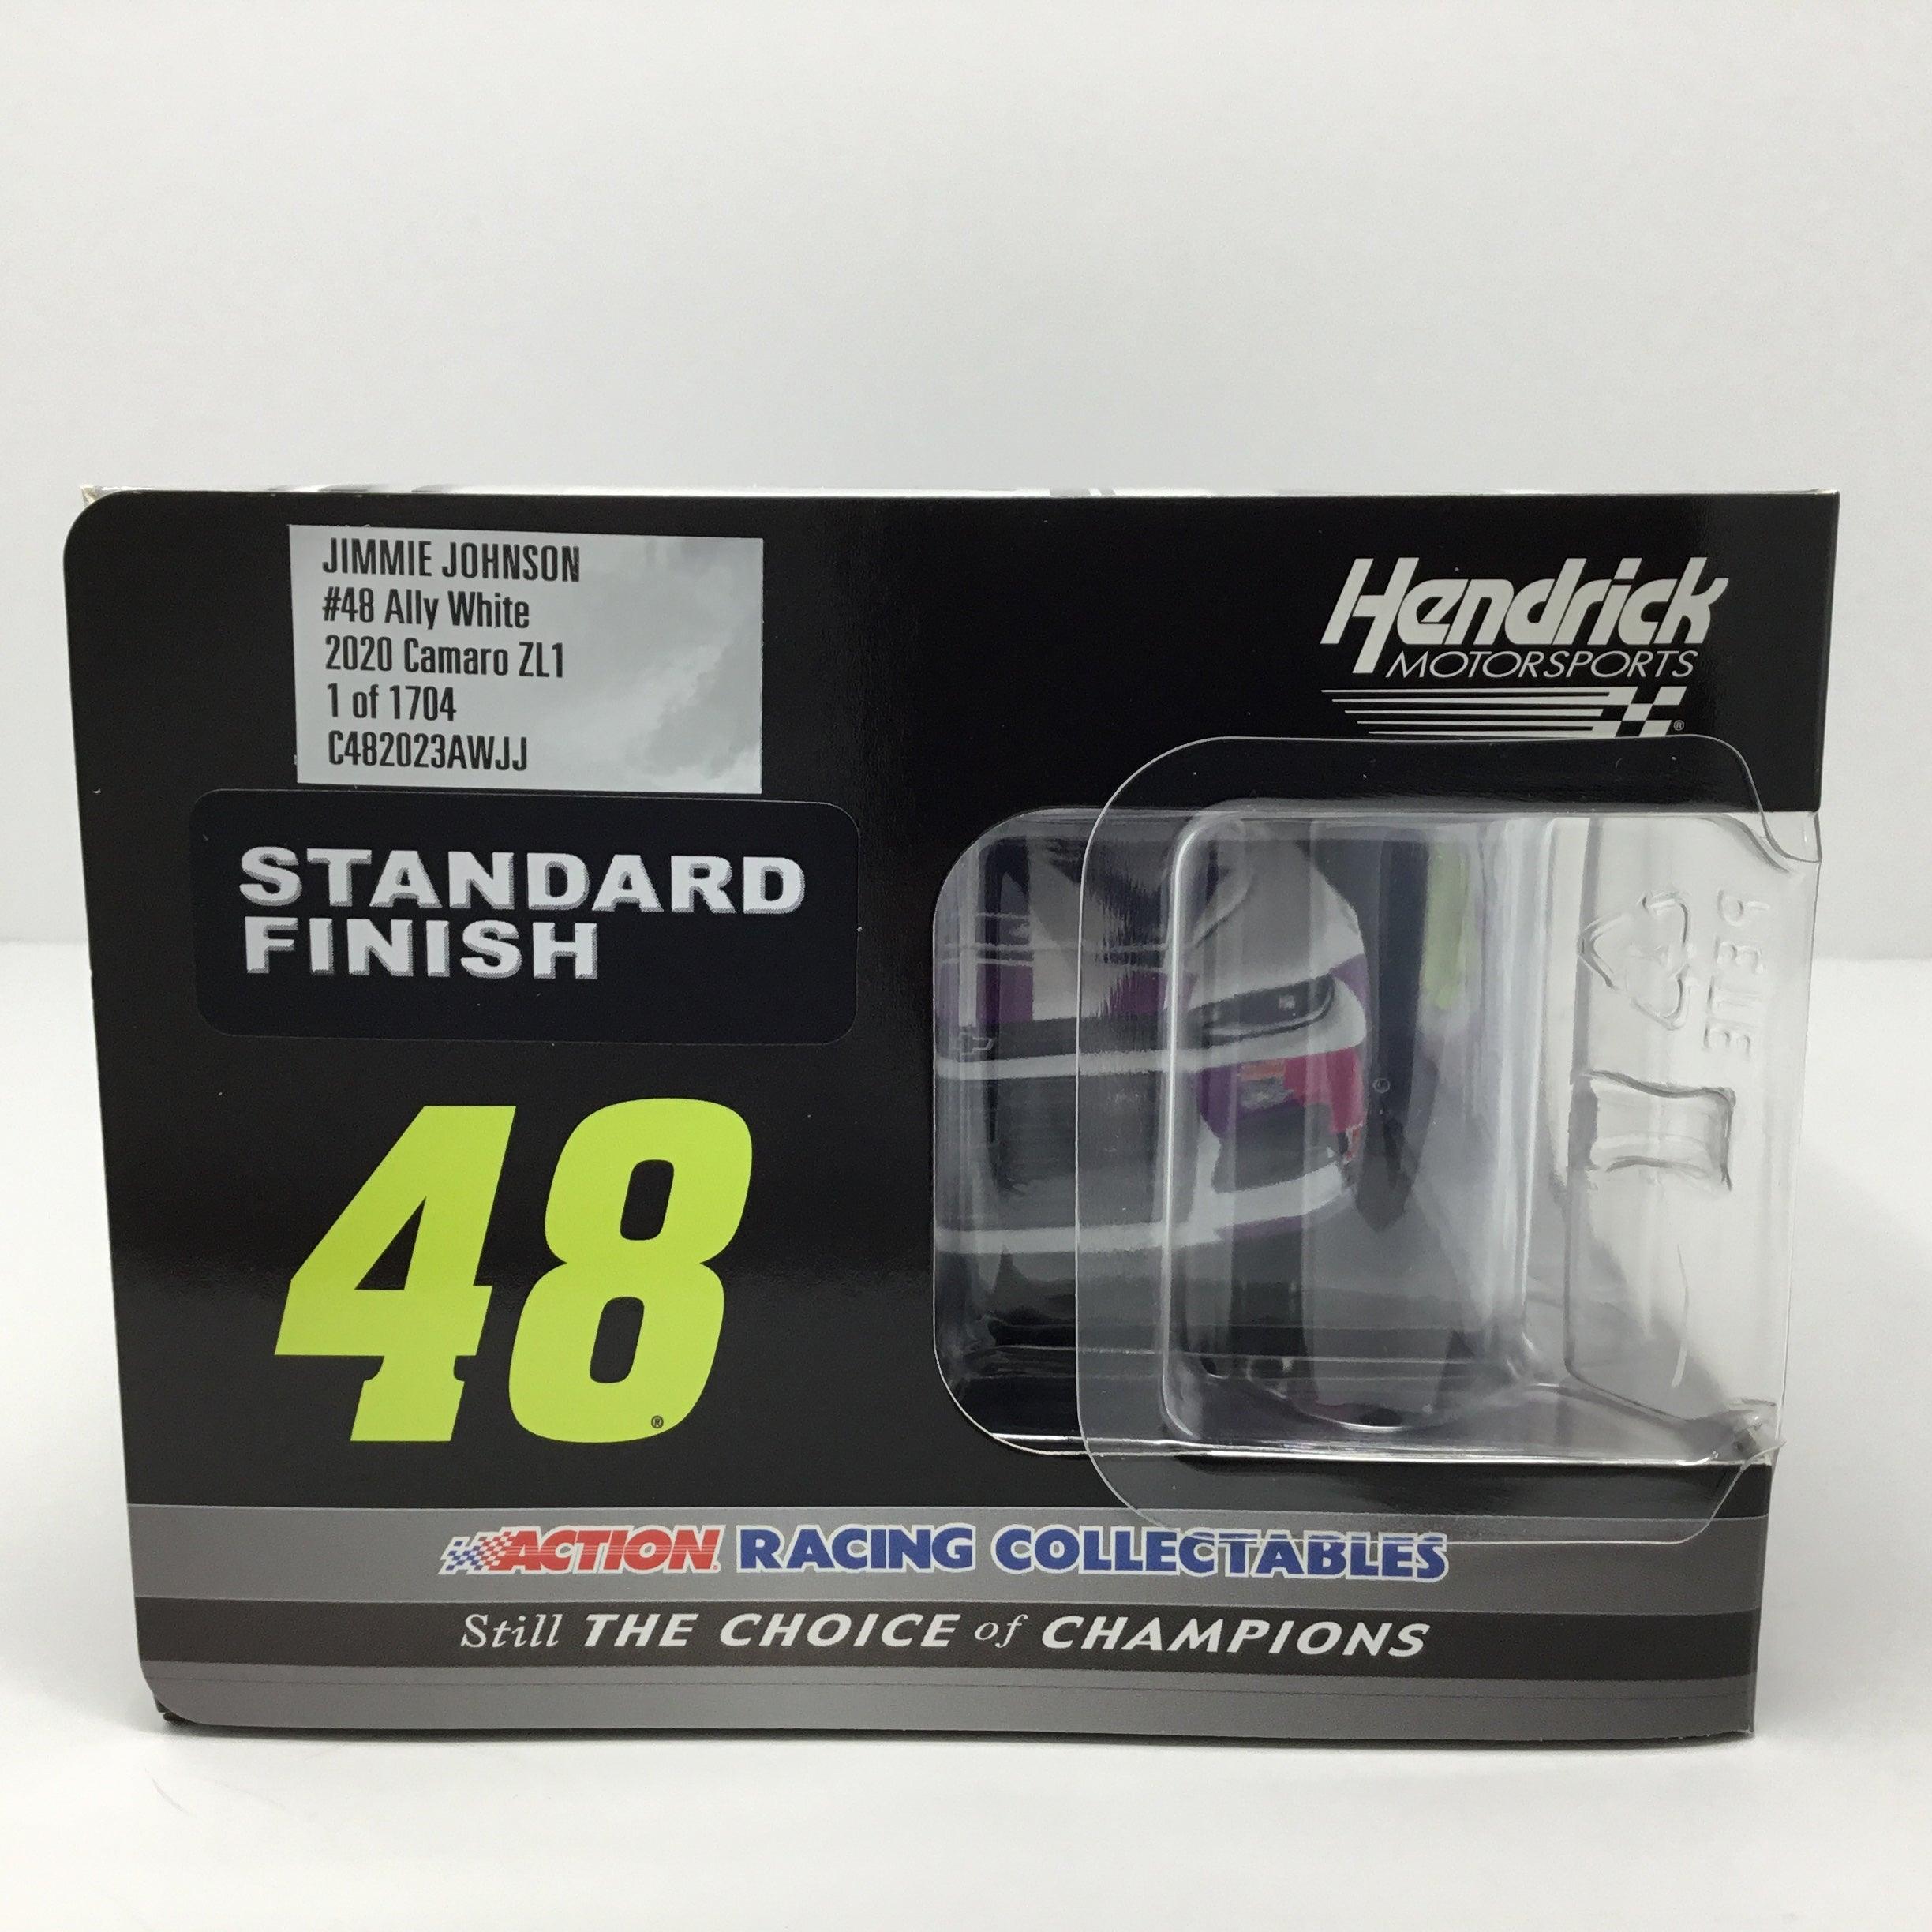 JIMMIE JOHNSON
#48 Ally White
2020 Camaro ZL1
1 of 1704
C482023AWJJ
Hendrick
MOTORSPORTS
®
STANDARD
FINISH
48
®
ACTION RACING COLLECTABLES
Still THE CHOICE of CHAMPIONS